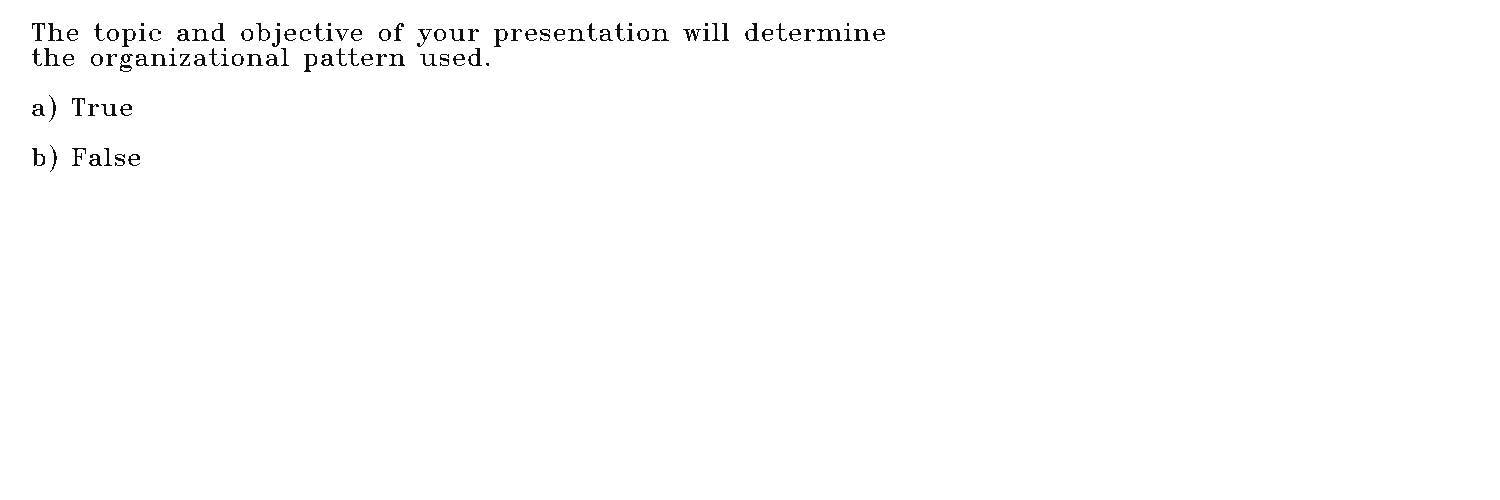 The topic and objective of your presentation will determine
the organizational pattern used.
a) True
b) False